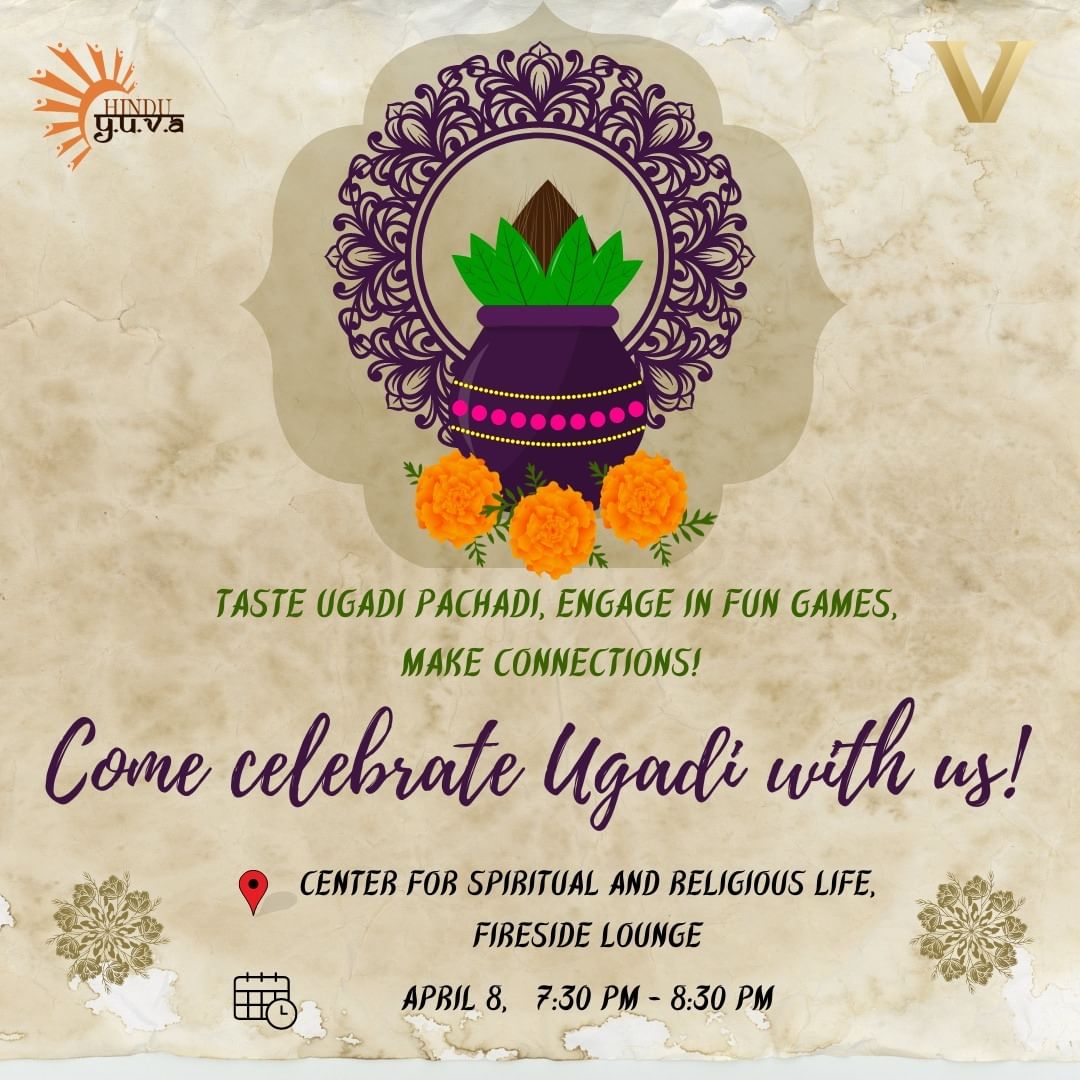 HINDU
y.u.v.a
V
TASTE UGADI PACHADI, ENGAGE IN FUN GAMES,
MAKE CONNECTIONS!
Come celebrate Ugadi with us!
CENTER FOR SPIRITUAL AND RELIGIOUS LIFE,
FIRESIDE LOUNGE
APRIL 8, 7:30 PM - 8:30 PM